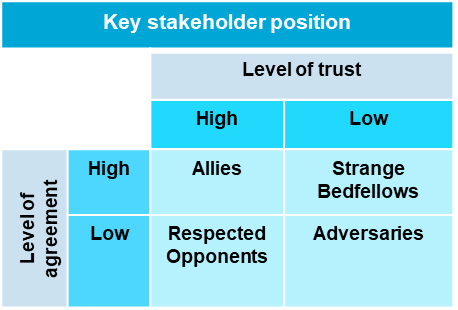 Key stakeholder position
Level of trust
High
Low
Level of
agreement
High
Allies
Strange
Bedfellows
Low
Respected
Opponents
Adversaries